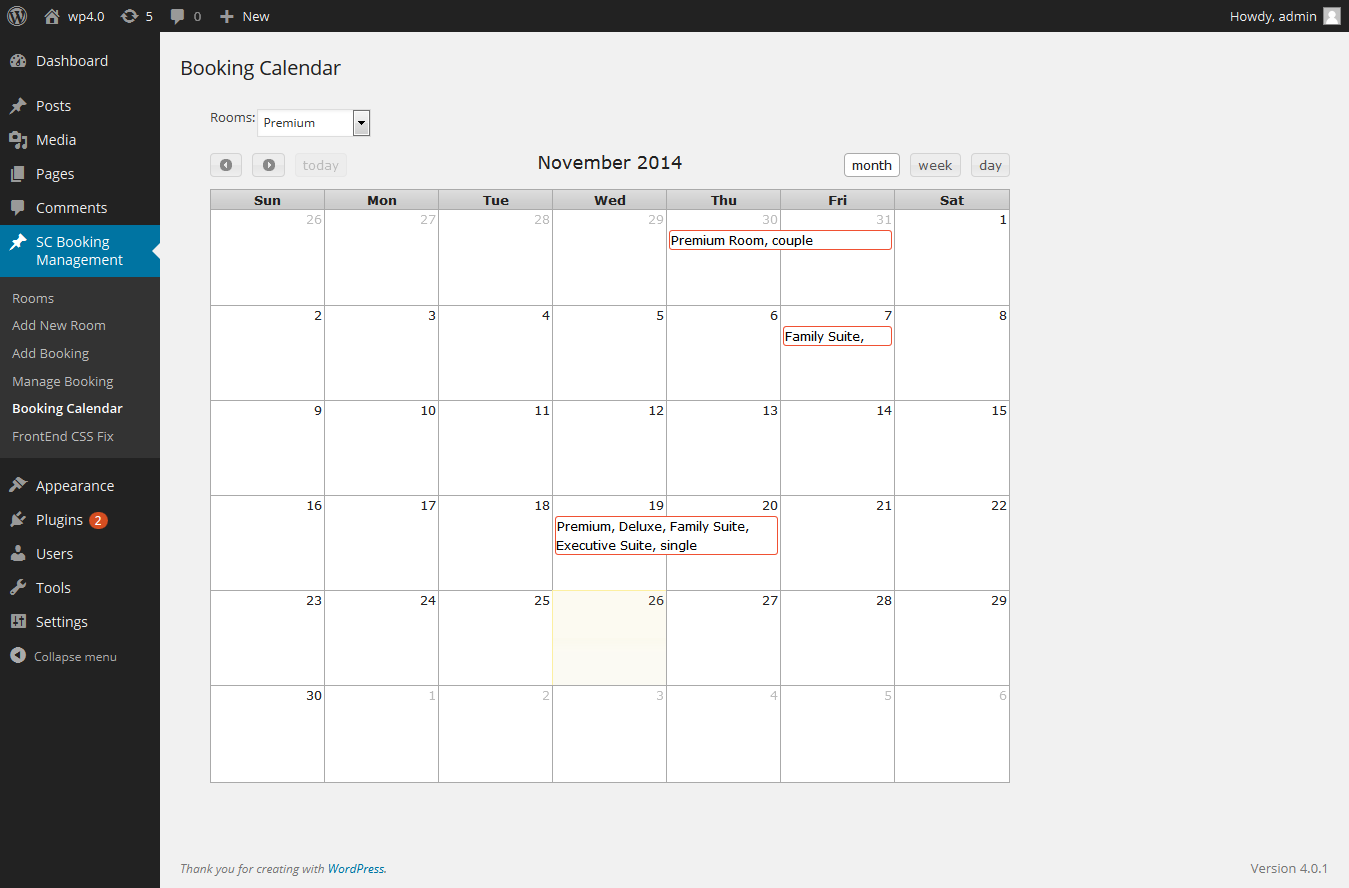 wp4.0 5 0 New Howdy, admin
Dashboard
Posts
Media
Pages
Comments
SC Booking
Management
Rooms
Add New Room
Add Booking
Manage Booking
Booking Calendar
FrontEnd CSS Fix
Appearance
Plugins 2
Users
Tools
Settings
Collapse menu
Booking Calendar
Rooms: Premium
today November 2014 month week day
Sun Mon Tue Wed Thu Fri Sat
26 27 28 29 30 31 1
Premium Room, couple
2 3 4 5 6 7 8
Family Suite,
9 10 11 12 13 14 15
16 17 18 19 20 21 22
Premium, Deluxe, Family Suite,
Executive Suite, single
23 24 25 26 27 28 29
30 1 2 3 4 5 6
Thank you for creating with WordPress. Version 4.0.1